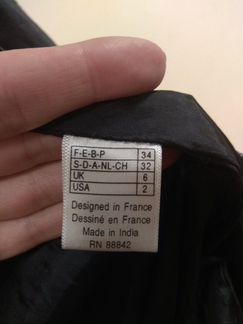 F-E-B-P 34
S-D-A-NL-CH 32
UK 6
USA 2
Designed in France
Dessiné en France
Made in India
RN 88842